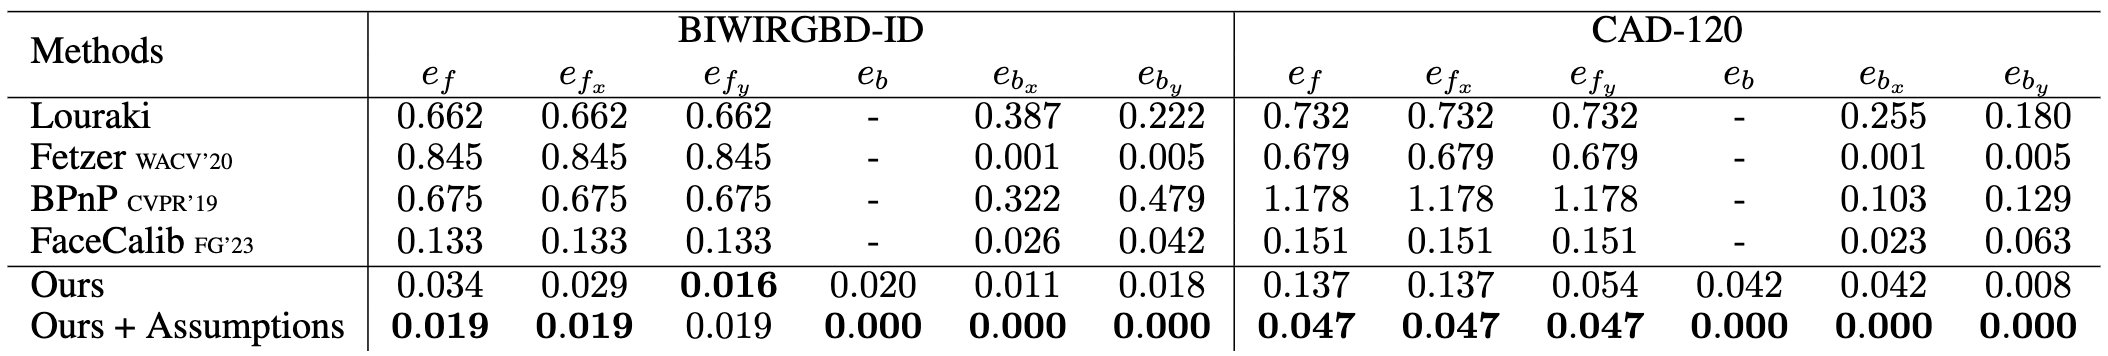 Methods BIWIRGBD-ID CAD-120
e_f e_{f_x} e_{f_y} e_b e_{b_x} e_{b_y} e_f e_{f_x} e_{f_y} e_b e_{b_x} e_{b_y}
Louraki 0.662 0.662 0.662 - 0.387 0.222 0.732 0.732 0.732 - 0.255 0.180
Fetzer WACV'20 0.845 0.845 0.845 - 0.001 0.005 0.679 0.679 0.679 - 0.001 0.005
BPnP CVPR'19 0.675 0.675 0.675 - 0.322 0.479 1.178 1.178 1.178 - 0.103 0.129
FaceCalib FG'23 0.133 0.133 0.133 - 0.026 0.042 0.151 0.151 0.151 - 0.023 0.063
Ours 0.034 0.029 0.016 0.020 0.011 0.018 0.137 0.137 0.054 0.042 0.042 0.008
Ours + Assumptions 0.019 0.019 0.019 0.000 0.000 0.000 0.047 0.047 0.047 0.000 0.000 0.000